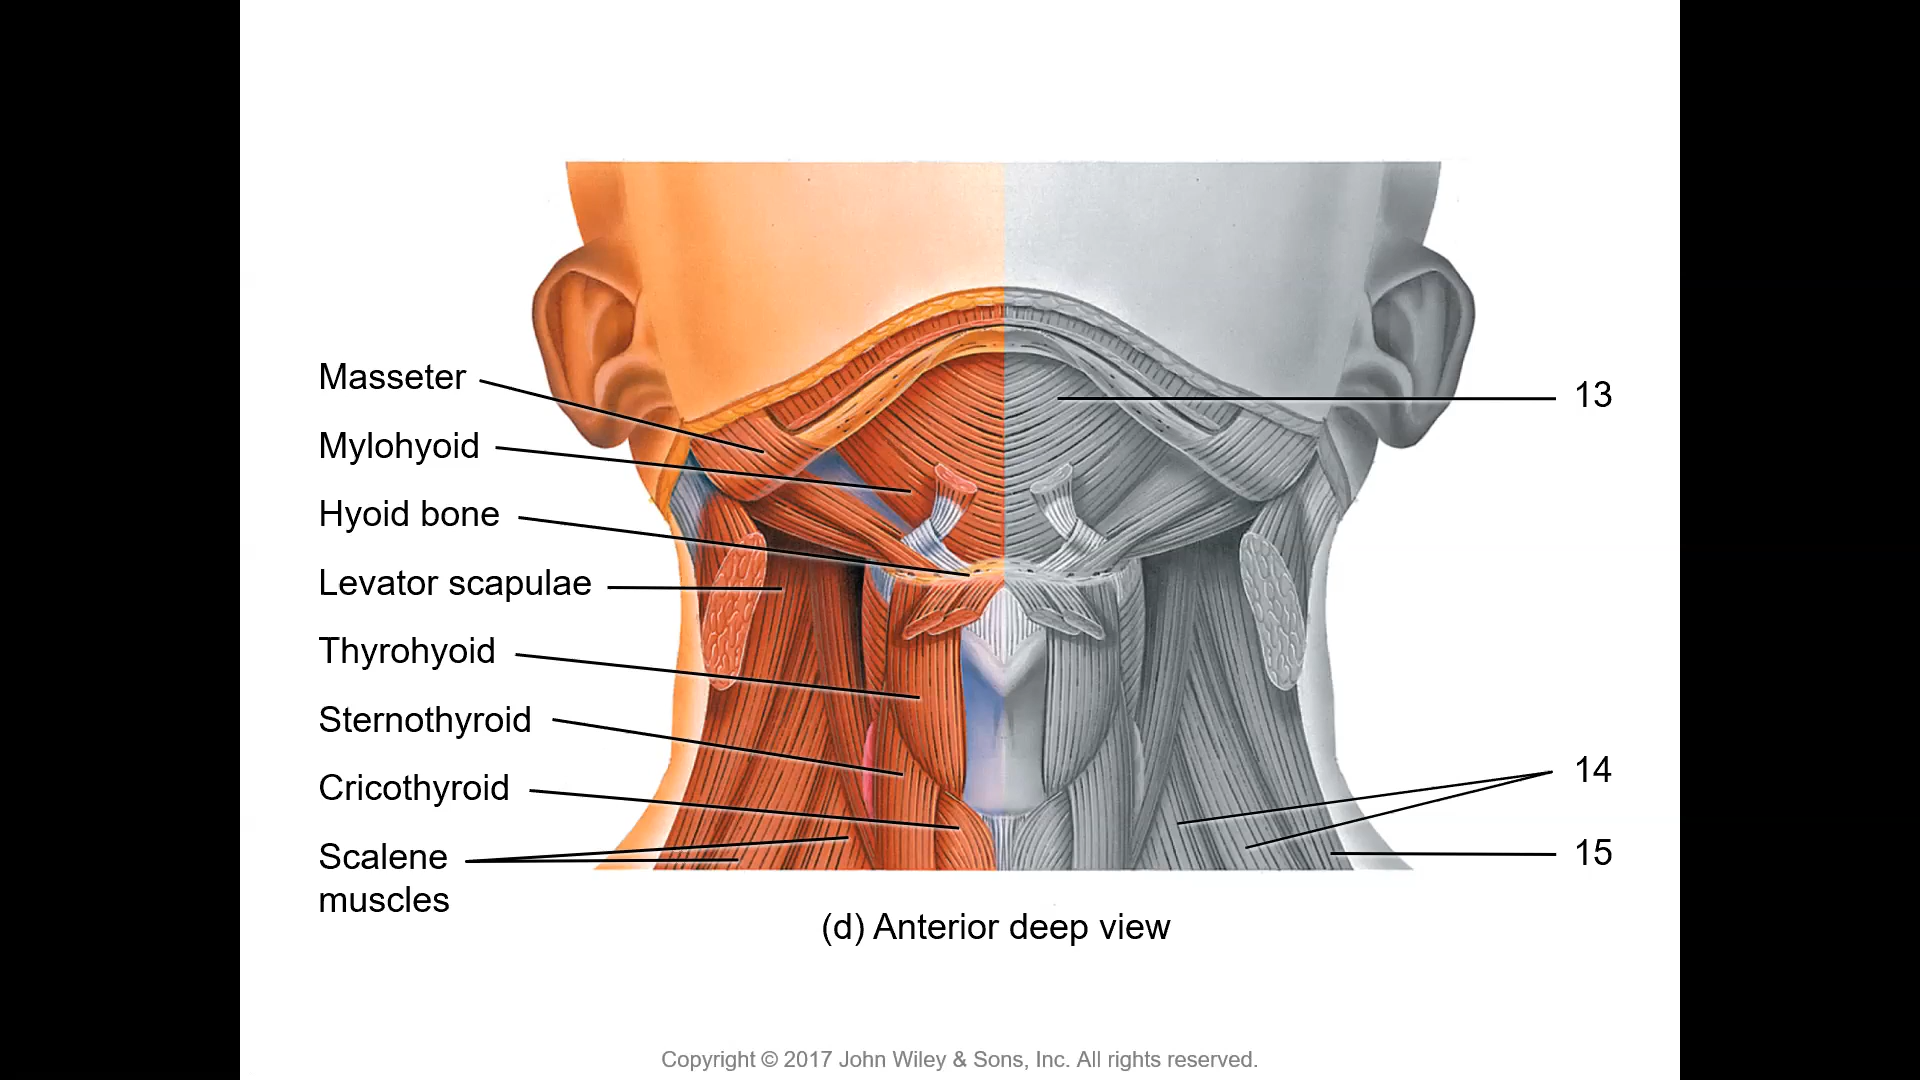 Masseter
Mylohyoid
Hyoid bone
Levator scapulae
Thyrohyoid
Sternothyroid
Cricothyroid
Scalene
muscles
13
14
15
(d) Anterior deep view
Copyright © 2017 John Wiley & Sons, Inc. All rights reserved.